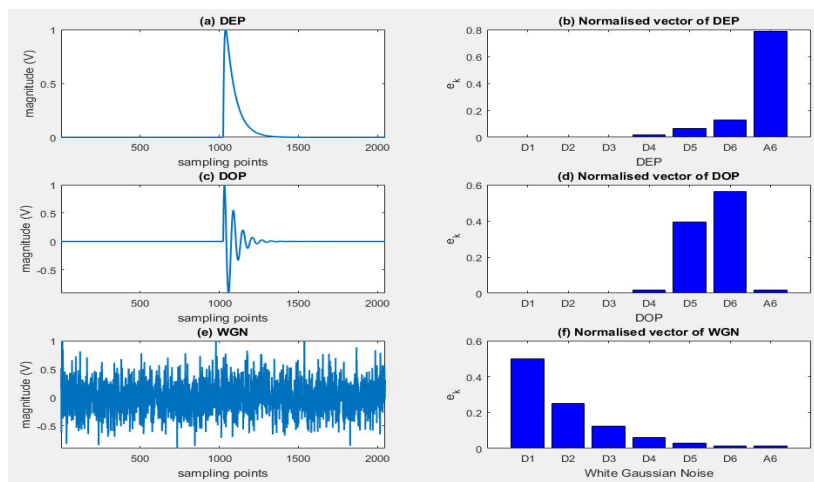 (a) DEP
magnitude (V)
1
0.5
0
500 1000 1500 2000
sampling points
(b) Normalised vector of DEP
e_k
0.8
0.6
0.4
0.2
0
D1 D2 D3 D4 D5 D6 A6
DEP
(c) DOP
magnitude (V)
1
0.5
0
-0.5
500 1000 1500 2000
sampling points
(d) Normalised vector of DOP
e_k
0.6
0.4
0.2
0
D1 D2 D3 D4 D5 D6 A6
DOP
(e) WGN
magnitude (V)
1
0.5
0
-0.5
500 1000 1500 2000
sampling points
(f) Normalised vector of WGN
e_k
0.6
0.4
0.2
0
D1 D2 D3 D4 D5 D6 A6
White Gaussian Noise